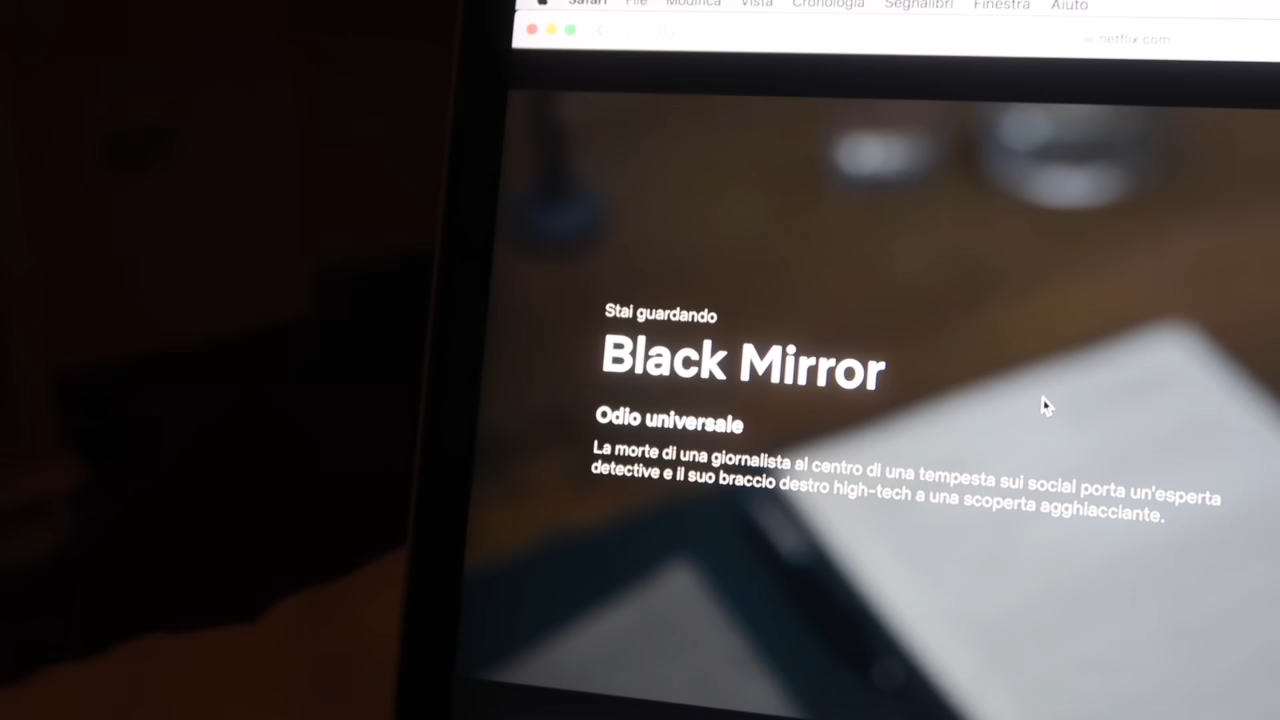 Safari File Modifica Vista Cronologia Segnalibri Finestra Aiuto
netflix.com
Stai guardando
Black Mirror
Odio universale
La morte di una giornalista al centro di una tempesta sui social porta un'esperta
detective e il suo braccio destro high-tech a una scoperta agghiacciante.